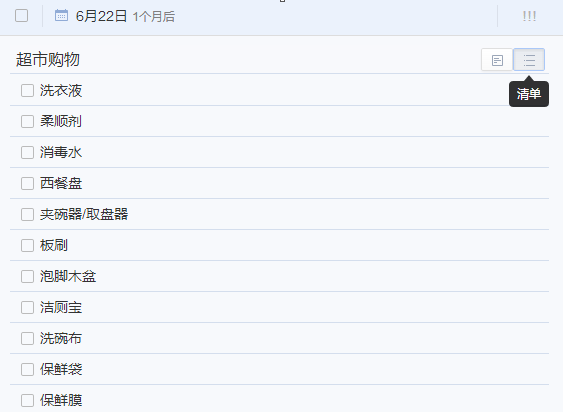 6月22日 1个月后 !!!
超市购物
清单
洗衣液
柔顺剂
消毒水
西餐盘
夹碗器/取盘器
板刷
泡脚木盆
洁厕宝
洗碗布
保鲜袋
保鲜膜